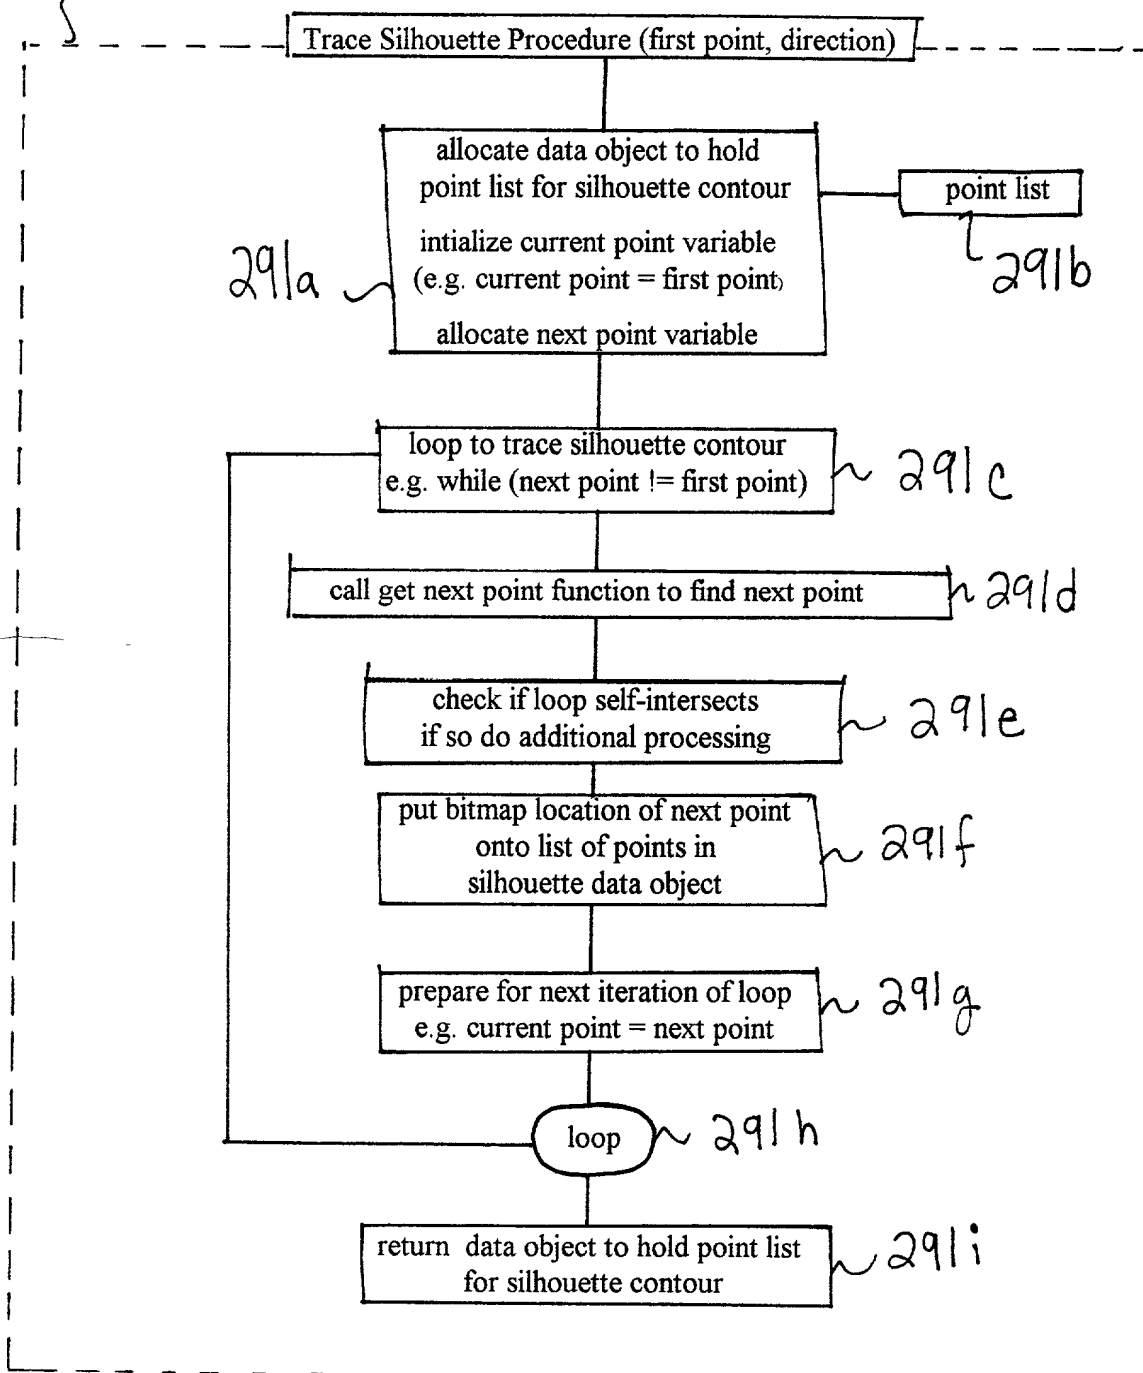 Trace Silhouette Procedure (first point, direction)
allocate data object to hold
point list for silhouette contour
intialize current point variable
(e.g. current point = first point)
allocate next point variable
291a
point list
291b
loop to trace silhouette contour
e.g. while (next point != first point)
291c
call get next point function to find next point
291d
check if loop self-intersects
if so do additional processing
291e
put bitmap location of next point
onto list of points in
silhouette data object
291f
prepare for next iteration of loop
e.g. current point = next point
291g
loop
291h
return data object to hold point list
for silhouette contour
291i